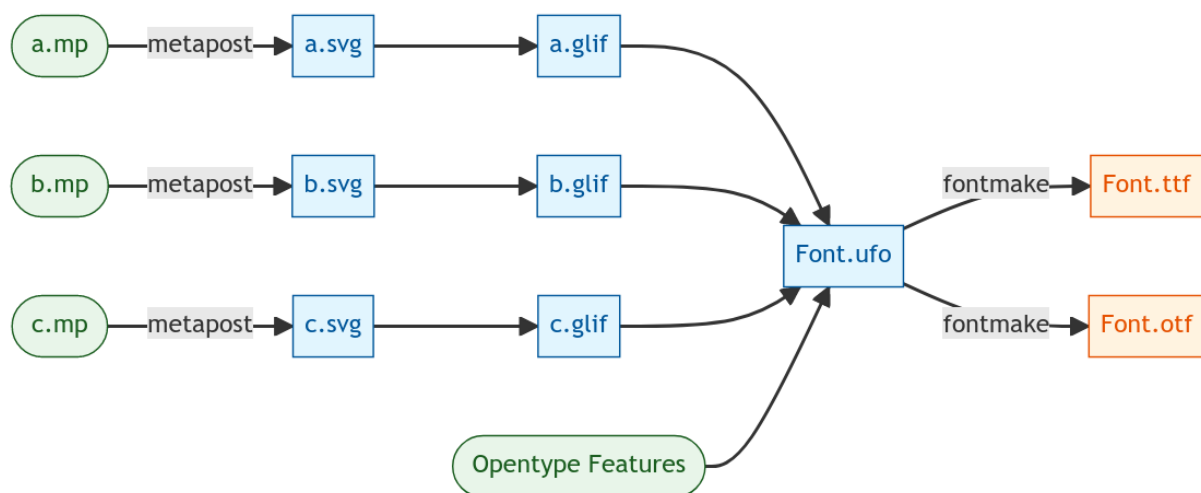 a.mp
metapost
a.svg
a.glif
b.mp
metapost
b.svg
b.glif
fontmake
Font.ttf
Font.ufo
c.mp
metapost
c.svg
c.glif
fontmake
Font.otf
Opentype Features